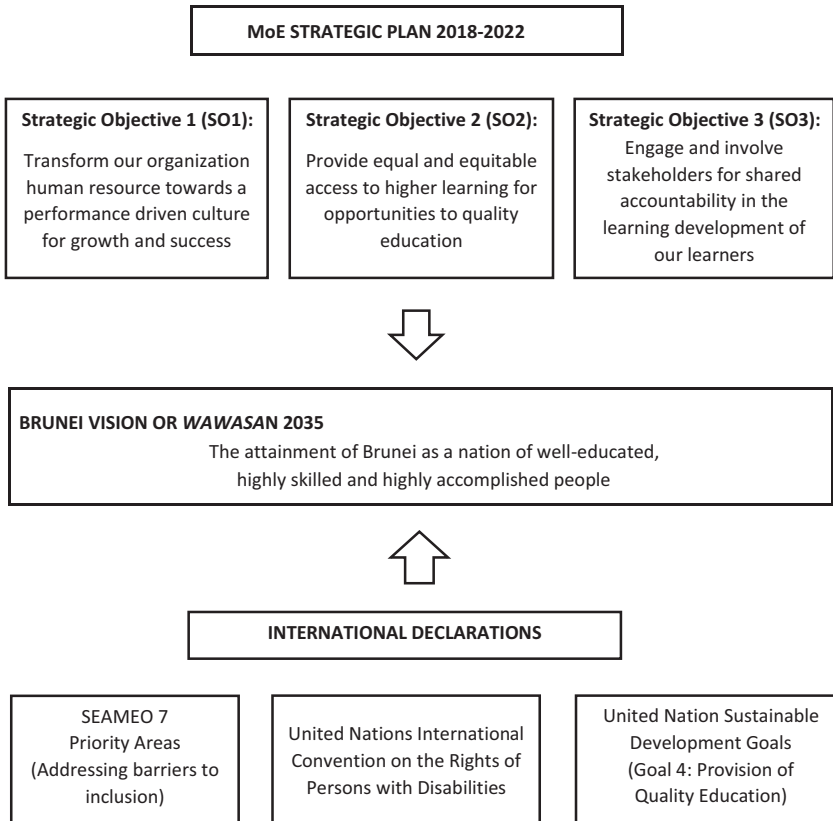 MoE STRATEGIC PLAN 2018-2022
Strategic Objective 1 (SO1):
Transform our organization
human resource towards a
performance driven culture
for growth and success
Strategic Objective 2 (SO2):
Provide equal and equitable
access to higher learning for
opportunities to quality
education
Strategic Objective 3 (SO3):
Engage and involve
stakeholders for shared
accountability in the
learning development of
our learners
BRUNEI VISION OR WAWASAN 2035
The attainment of Brunei as a nation of well-educated,
highly skilled and highly accomplished people
INTERNATIONAL DECLARATIONS
SEAMEO 7
Priority Areas
(Addressing barriers to
inclusion)
United Nations International
Convention on the Rights of
Persons with Disabilities
United Nation Sustainable
Development Goals
(Goal 4: Provision of
Quality Education)